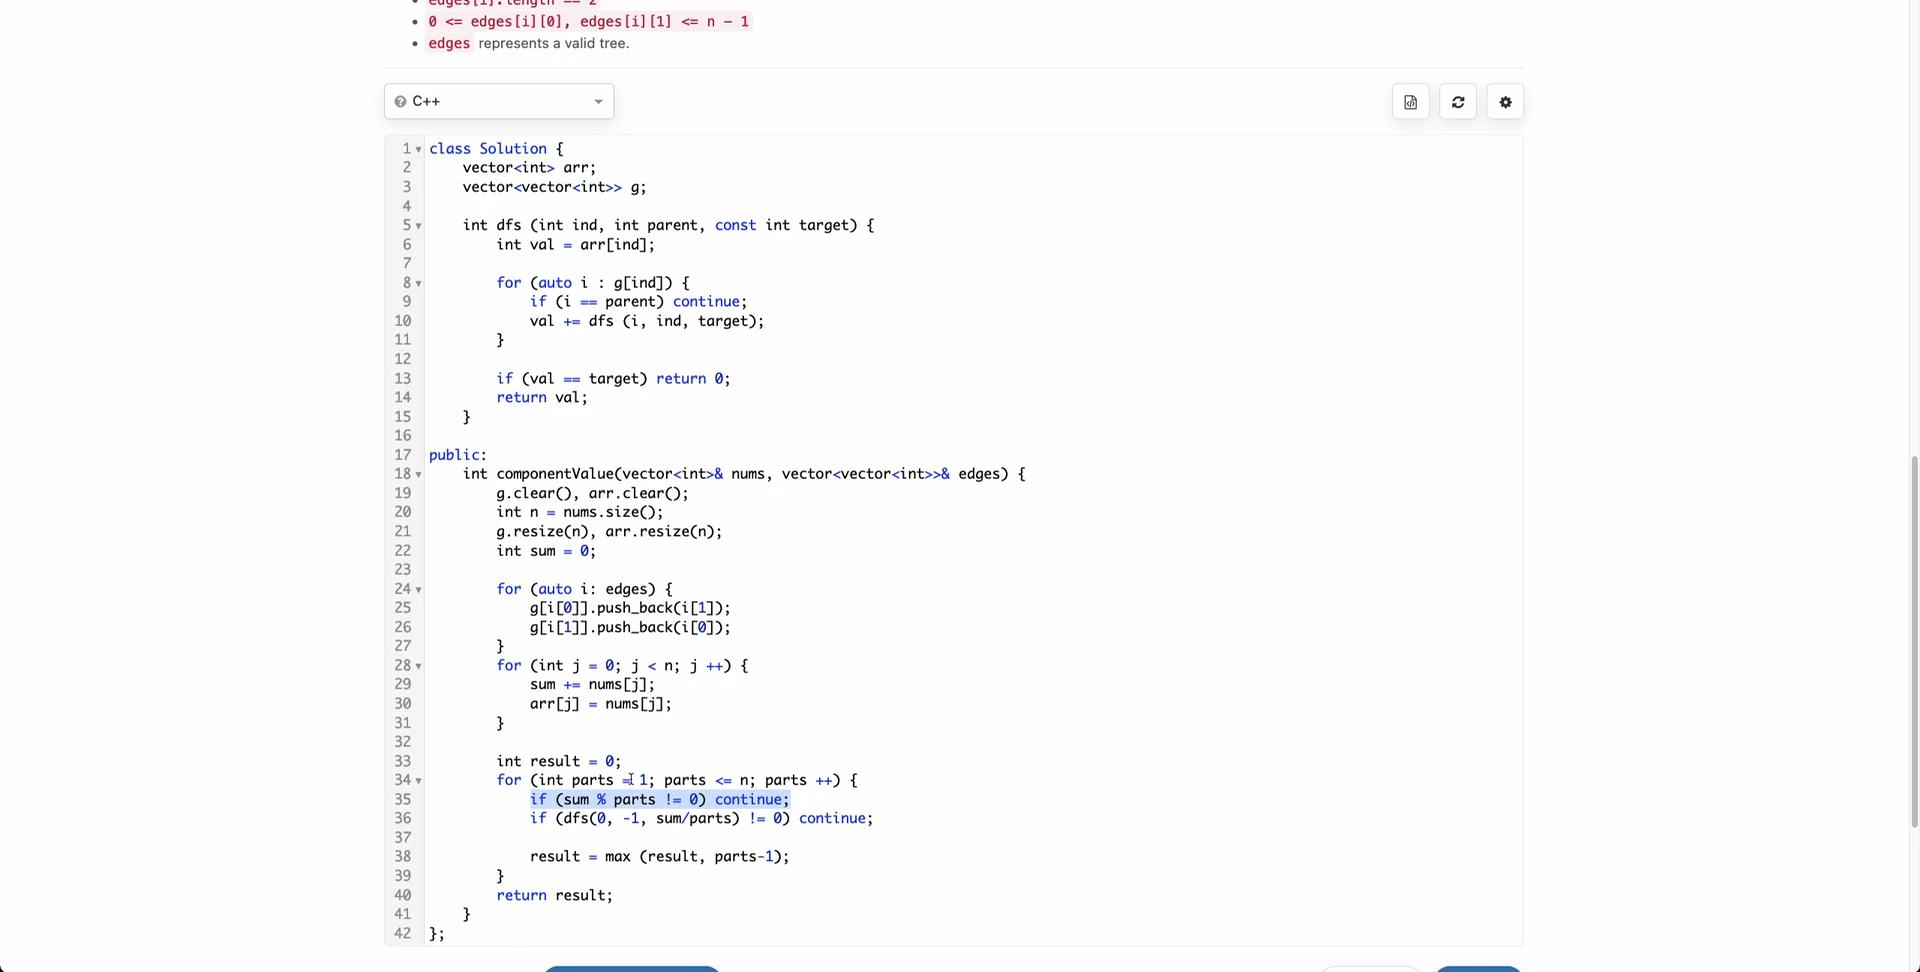 edges[i].length == 2
0 <= edges[i][0], edges[i][1] <= n - 1
edges represents a valid tree.
C++
1 class Solution {
2 vector<int> arr;
3 vector<vector<int>> g;
4
5 int dfs (int ind, int parent, const int target) {
6 int val = arr[ind];
7
8 for (auto i : g[ind]) {
9 if (i == parent) continue;
10 val += dfs (i, ind, target);
11 }
12
13 if (val == target) return 0;
14 return val;
15 }
16
17 public:
18 int componentValue(vector<int>& nums, vector<vector<int>>& edges) {
19 g.clear(), arr.clear();
20 int n = nums.size();
21 g.resize(n), arr.resize(n);
22 int sum = 0;
23
24 for (auto i: edges) {
25 g[i[0]].push_back(i[1]);
26 g[i[1]].push_back(i[0]);
27 }
28 for (int j = 0; j < n; j ++) {
29 sum += nums[j];
30 arr[j] = nums[j];
31 }
32
33 int result = 0;
34 for (int parts = 1; parts <= n; parts ++) {
35 if (sum % parts != 0) continue;
36 if (dfs(0, -1, sum/parts) != 0) continue;
37
38 result = max (result, parts-1);
39 }
40 return result;
41 }
42 };